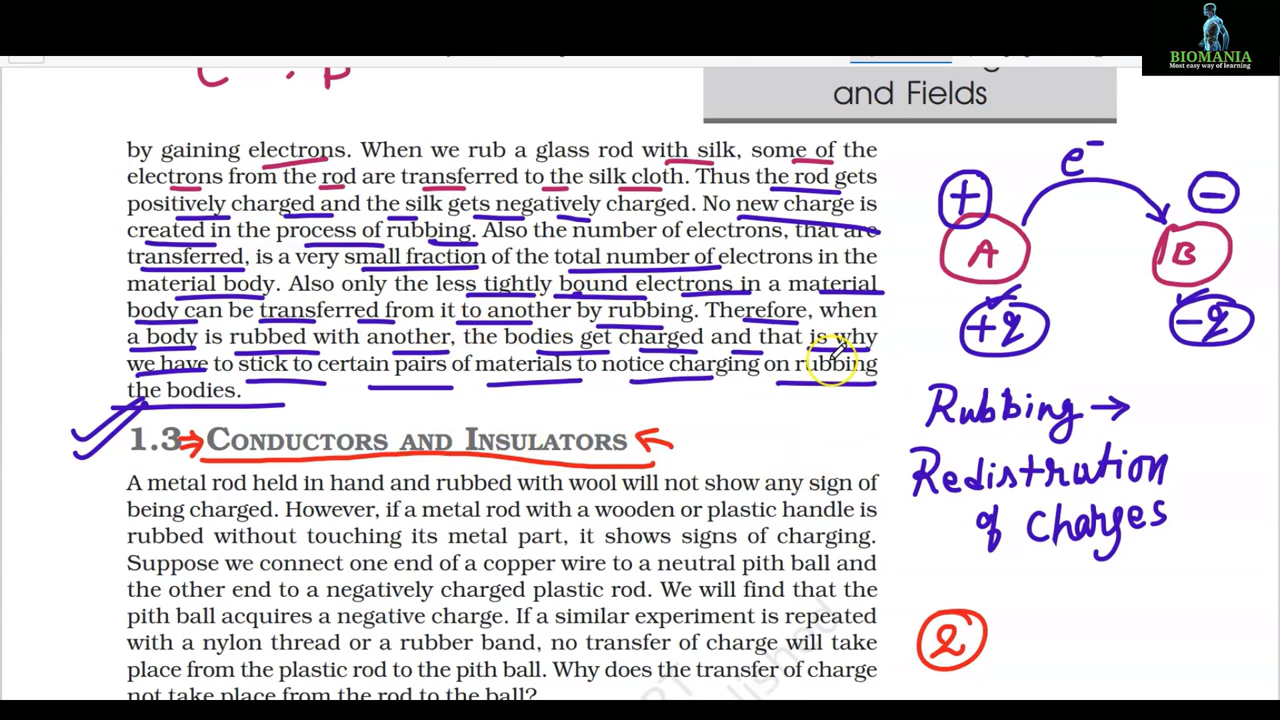 BIOMANIA
Most easy way of learning
and Fields
by gaining electrons. When we rub a glass rod with silk, some of the
electrons from the rod are transferred to the silk cloth. Thus the rod gets
positively charged and the silk gets negatively charged. No new charge is
created in the process of rubbing. Also the number of electrons, that are
transferred, is a very small fraction of the total number of electrons in the
material body. Also only the less tightly bound electrons in a material
body can be transferred from it to another by rubbing. Therefore, when
a body is rubbed with another, the bodies get charged and that is why
we have to stick to certain pairs of materials to notice charging on rubbing
the bodies.
1.3 CONDUCTORS AND INSULATORS
A metal rod held in hand and rubbed with wool will not show any sign of
being charged. However, if a metal rod with a wooden or plastic handle is
rubbed without touching its metal part, it shows signs of charging.
Suppose we connect one end of a copper wire to a neutral pith ball and
the other end to a negatively charged plastic rod. We will find that the
pith ball acquires a negative charge. If a similar experiment is repeated
with a nylon thread or a rubber band, no transfer of charge will take
place from the plastic rod to the pith ball. Why does the transfer of charge
not take place from the rod to the ball?
e⁻
+ −
A B
+q −q
Rubbing →
Redistrution
of charges
2